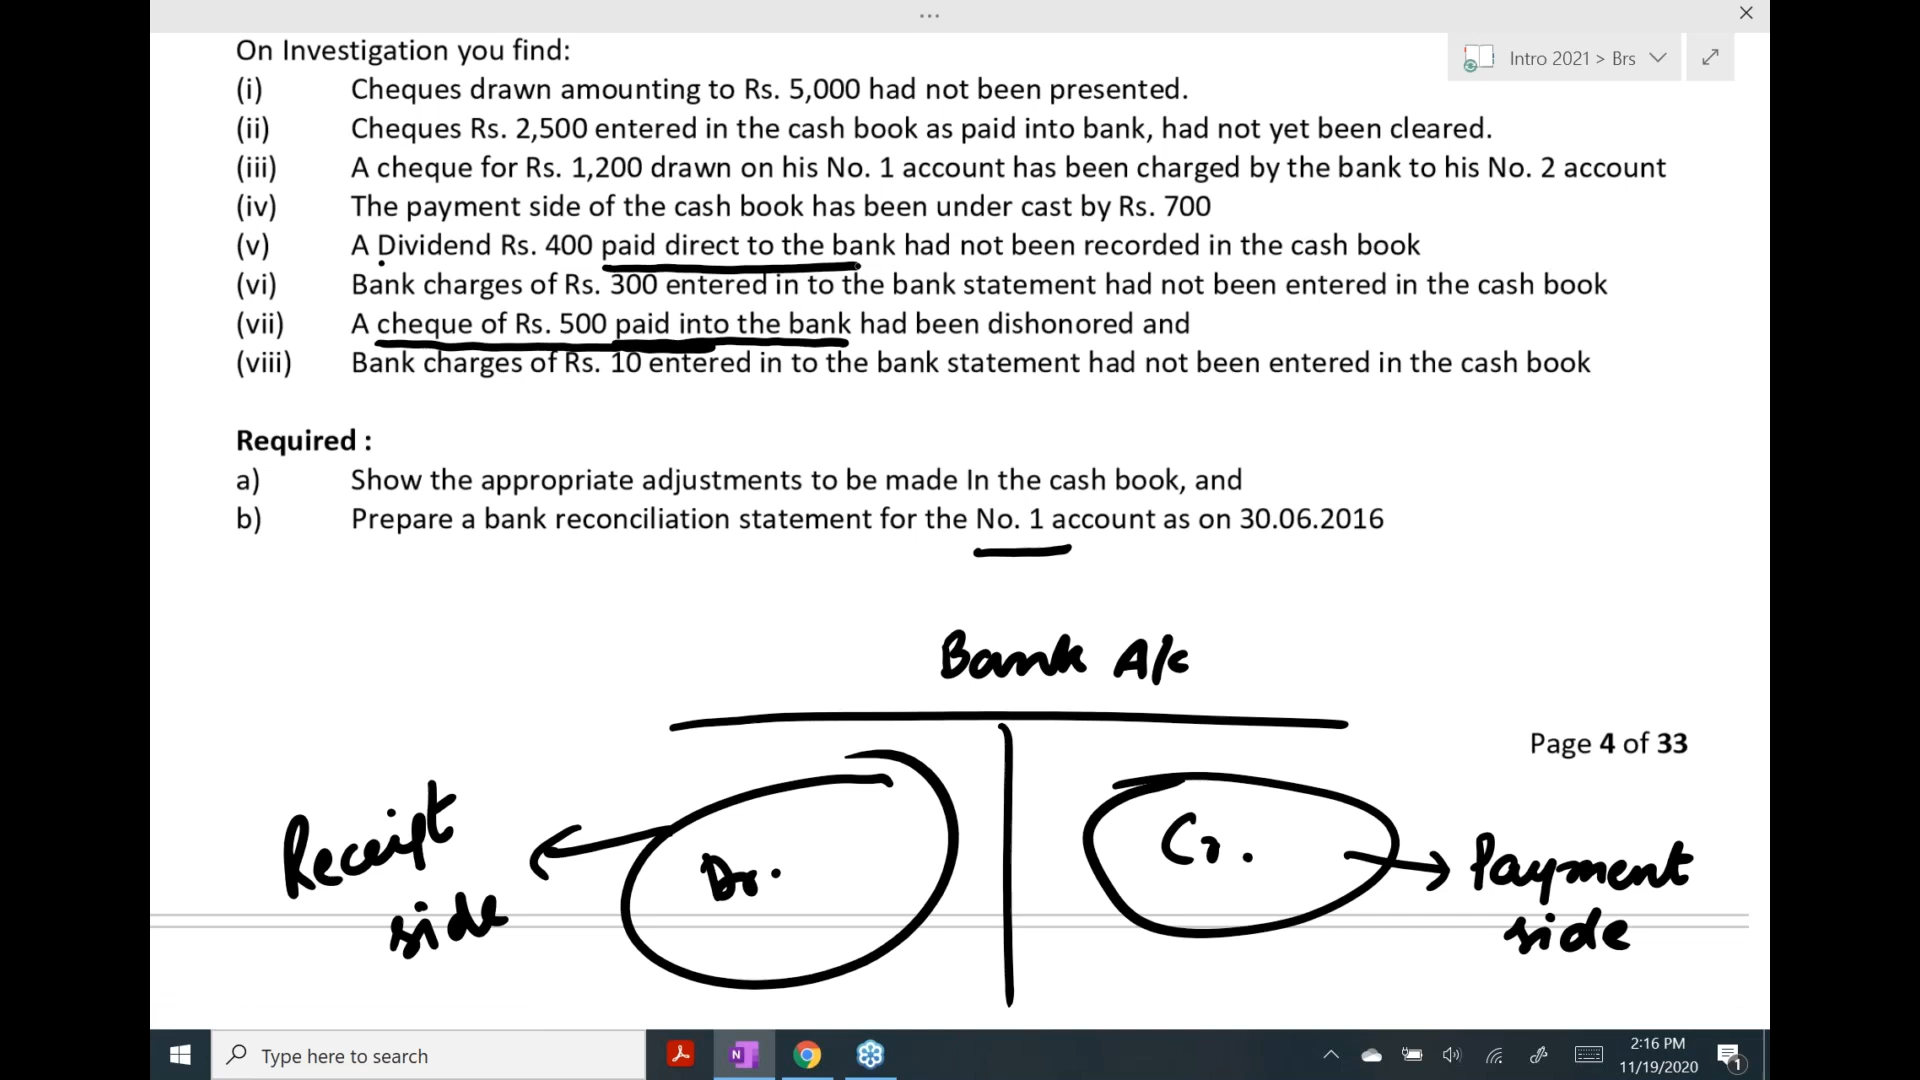 ...
On Investigation you find:
Intro 2021 > Brs
(i) Cheques drawn amounting to Rs. 5,000 had not been presented.
(ii) Cheques Rs. 2,500 entered in the cash book as paid into bank, had not yet been cleared.
(iii) A cheque for Rs. 1,200 drawn on his No. 1 account has been charged by the bank to his No. 2 account
(iv) The payment side of the cash book has been under cast by Rs. 700
(v) A Dividend Rs. 400 paid direct to the bank had not been recorded in the cash book
(vi) Bank charges of Rs. 300 entered in to the bank statement had not been entered in the cash book
(vii) A cheque of Rs. 500 paid into the bank had been dishonored and
(viii) Bank charges of Rs. 10 entered in to the bank statement had not been entered in the cash book
Required :
a) Show the appropriate adjustments to be made In the cash book, and
b) Prepare a bank reconciliation statement for the No. 1 account as on 30.06.2016
Bank A/c
Page 4 of 33
Receipt
side
Dr.
Cr.
Payment
side
Type here to search
N
2:16 PM
11/19/2020
1